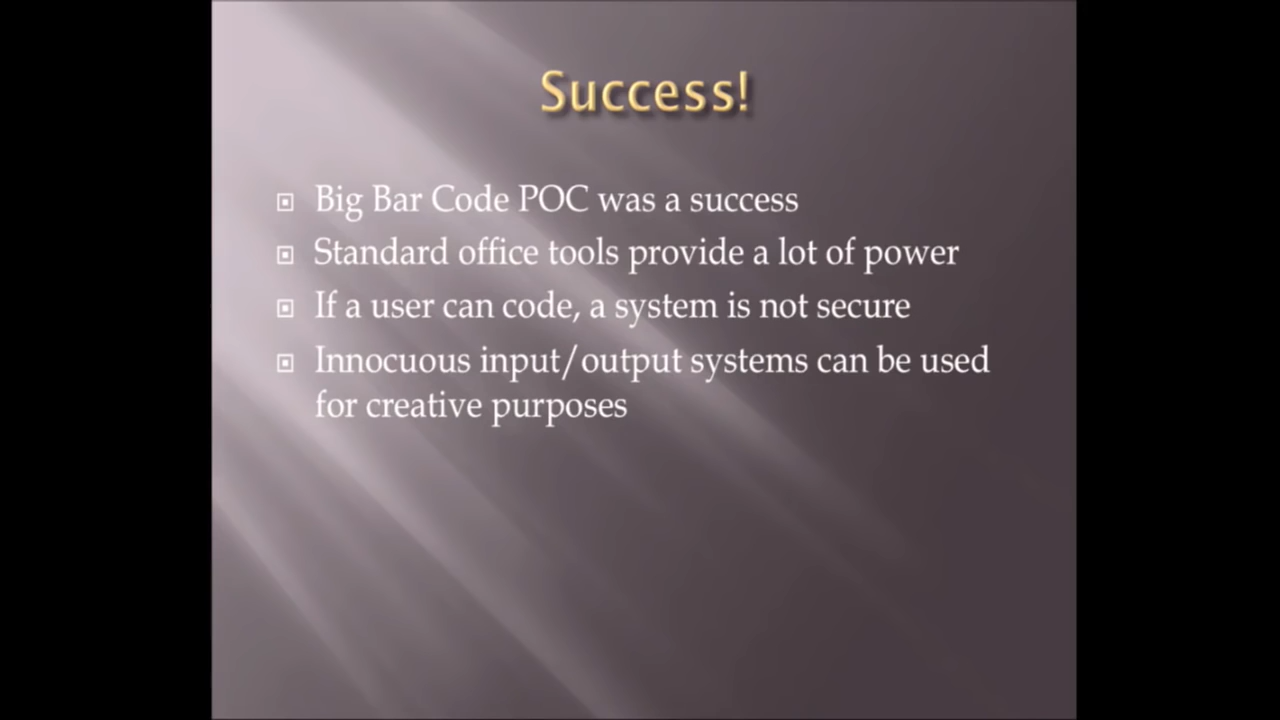 Success!
Big Bar Code POC was a success
Standard office tools provide a lot of power
If a user can code, a system is not secure
Innocuous input/output systems can be used
for creative purposes